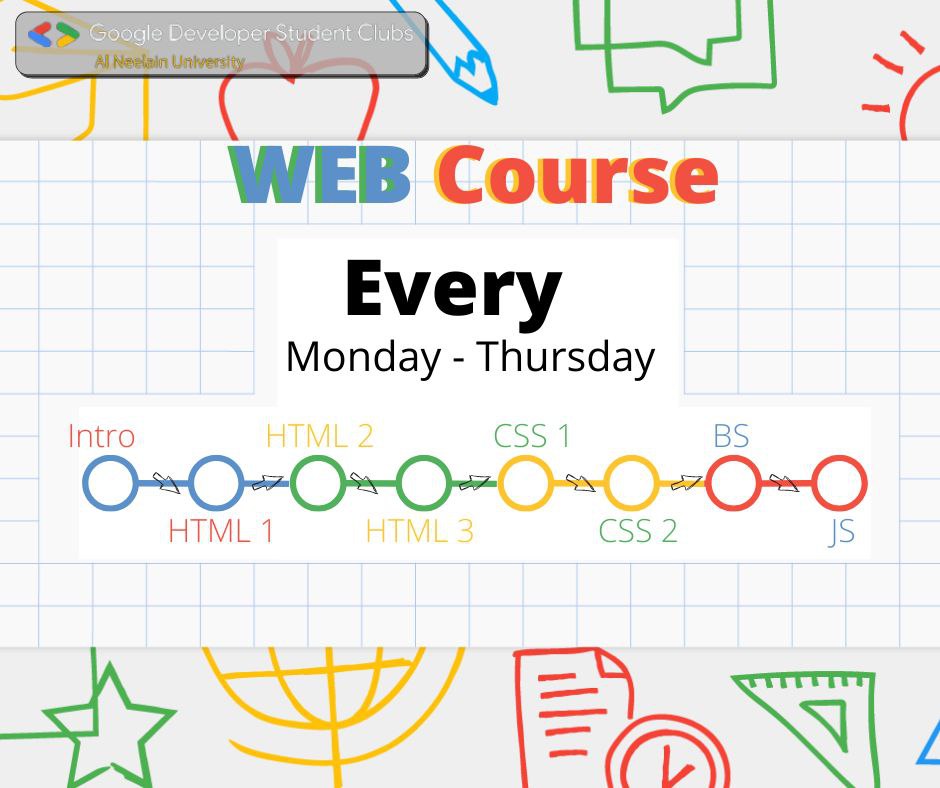 Google Developer Student Clubs
Al Neelain University
WEB Course
Every
Monday - Thursday
Intro
HTML 1
HTML 2
HTML 3
CSS 1
CSS 2
BS
JS